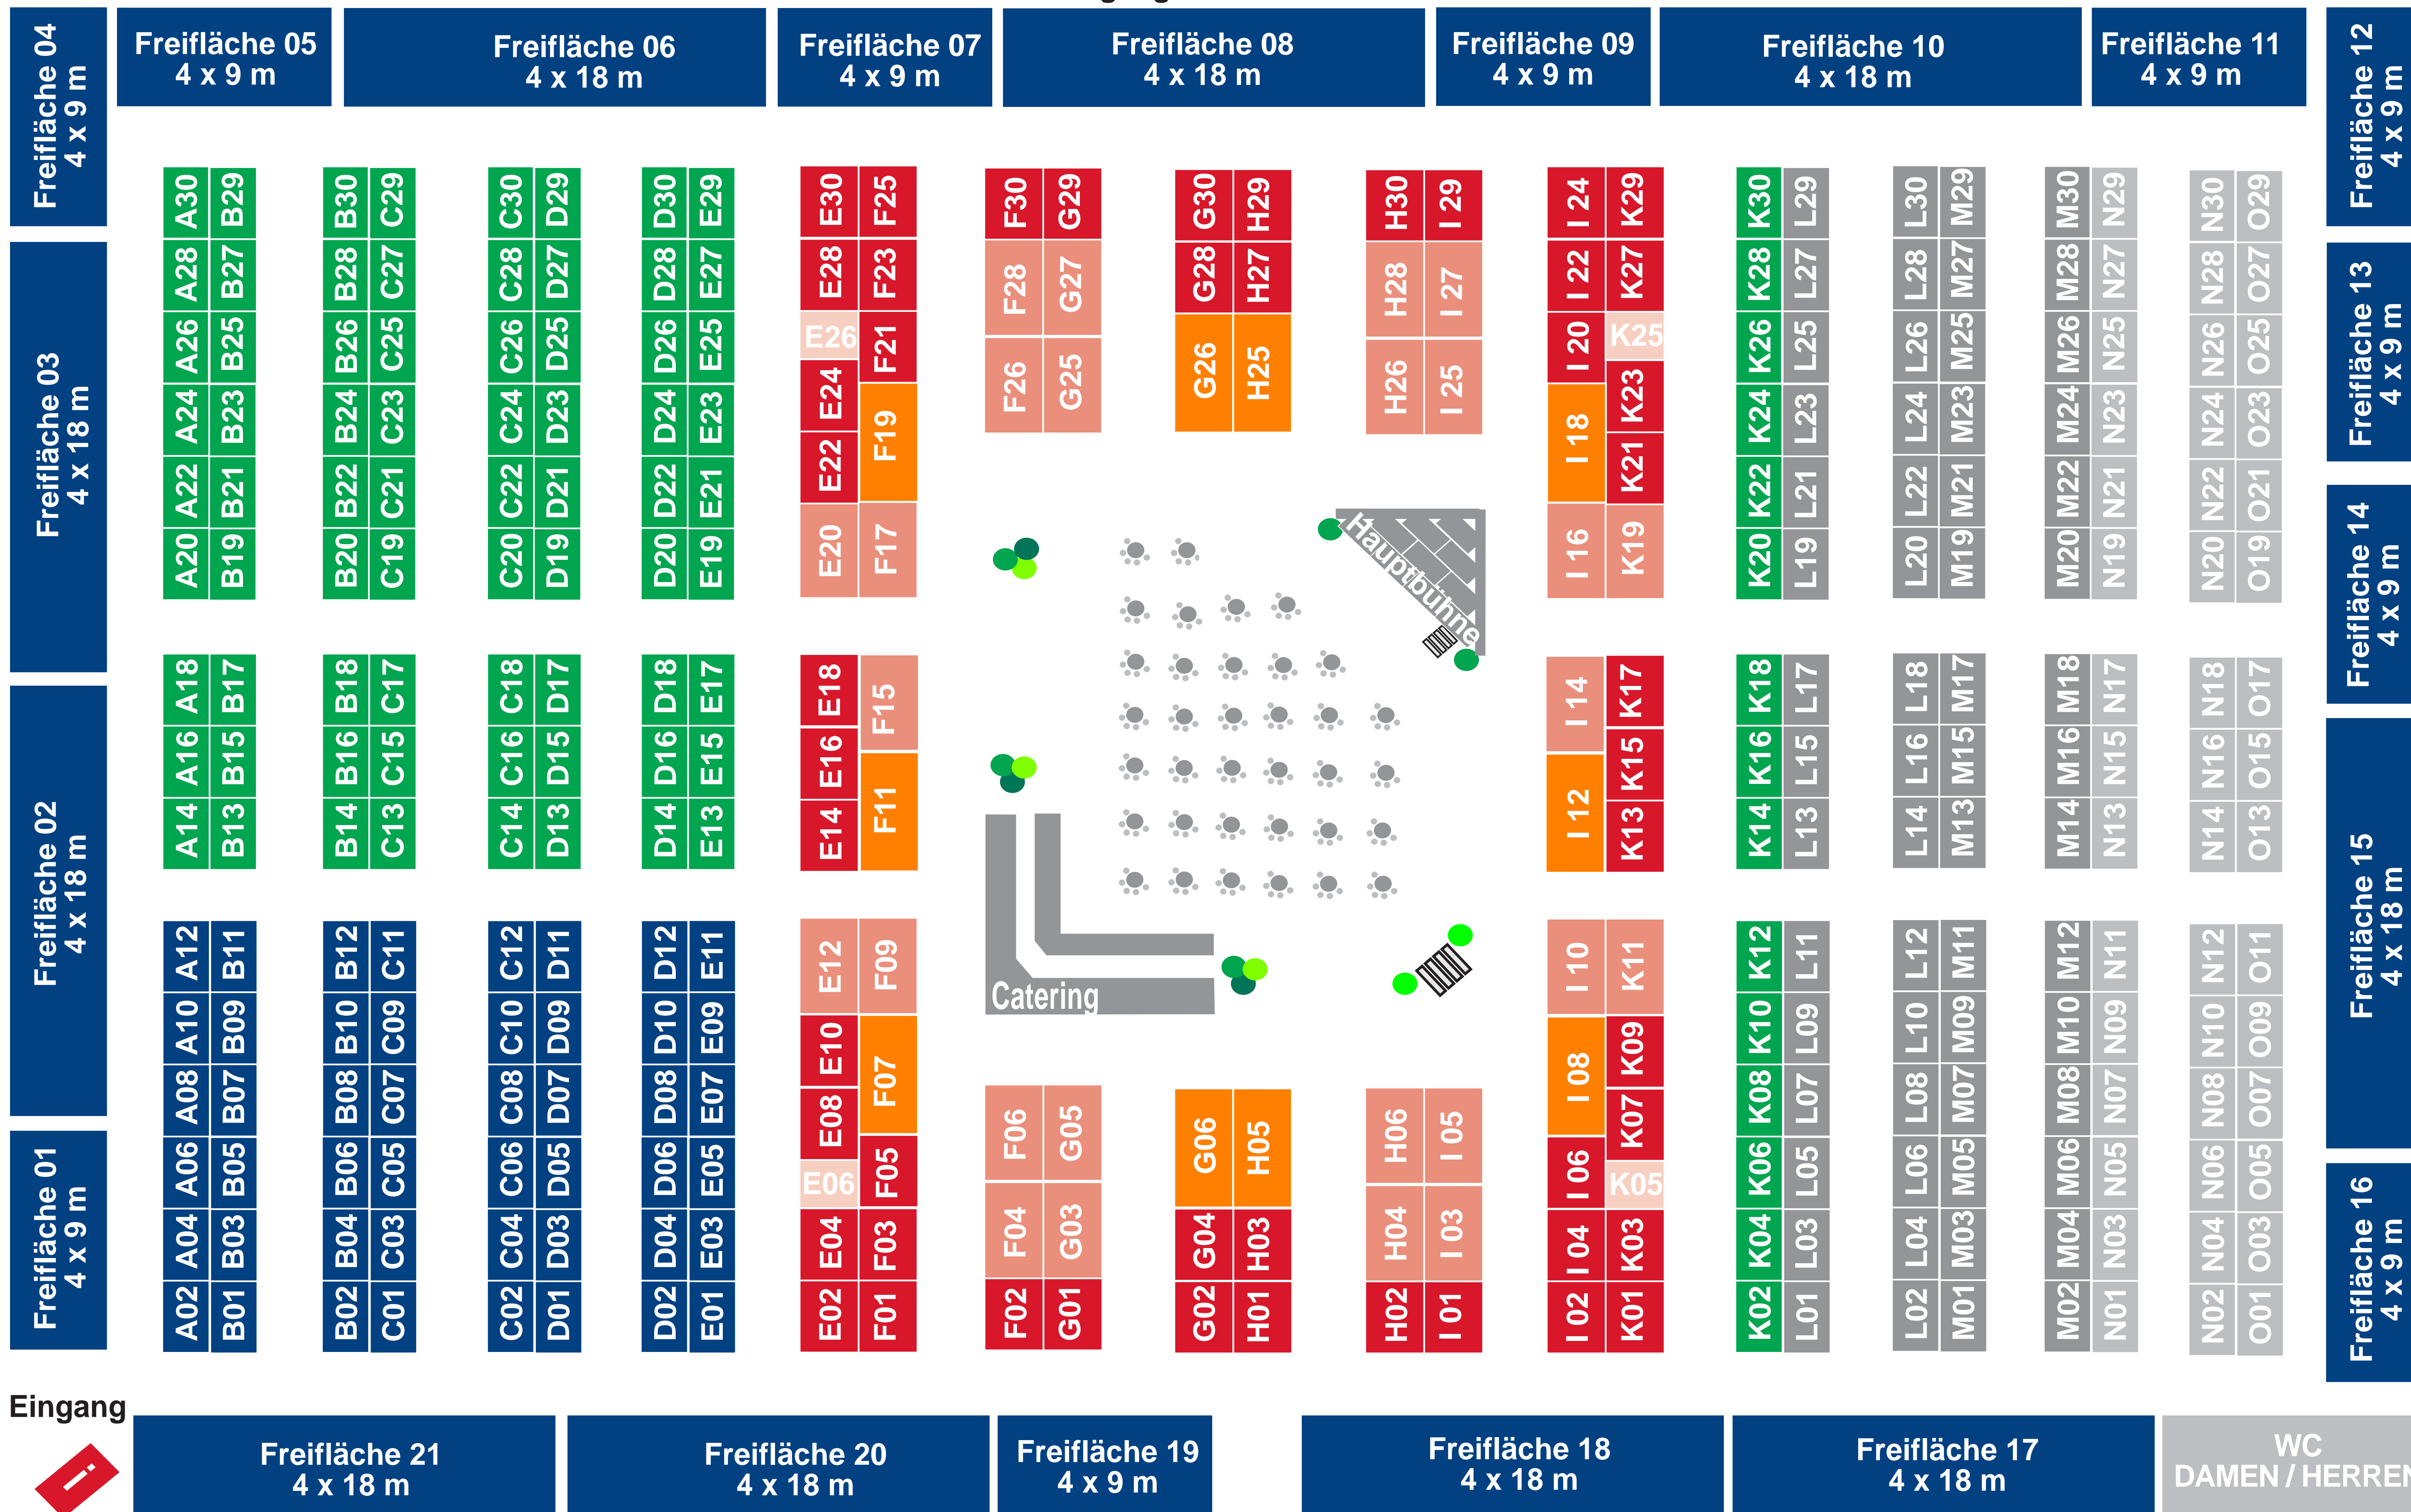 Freifläche 04
4 x 9 m
Freifläche 05
4 x 9 m
Freifläche 06
4 x 18 m
Freifläche 07
4 x 9 m
Freifläche 08
4 x 18 m
Freifläche 09
4 x 9 m
Freifläche 10
4 x 18 m
Freifläche 11
4 x 9 m
Freifläche 12
4 x 9 m
Freifläche 03
4 x 18 m
Freifläche 02
4 x 18 m
Freifläche 01
4 x 9 m
A30 B29 B30 C29 C30 D29 D30 E29 E30 F25 F30 G29 G30 H29 H30 I 29 I 24 K29 K30 L29 L30 M29 M30 N29 N30 O29
A28 B27 B28 C27 C28 D27 D28 E27 E28 F23 F28 G27 G28 H27 H28 I 27 I 22 K27 K28 L27 L28 M27 M28 N27 N28 O27
A26 B25 B26 C25 C26 D25 D26 E25 E26 F21 F26 G25 G26 H25 H26 I 25 I 20 K25 K26 L25 L26 M25 M26 N25 N26 O25
A24 B23 B24 C23 C24 D23 D24 E23 E24 F19 I 18 K23 K24 L23 L24 M23 M24 N23 N24 O23
A22 B21 B22 C21 C22 D21 D22 E21 E22 K21 K22 L21 L22 M21 M22 N21 N22 O21
A20 B19 B20 C19 C20 D19 D20 E19 E20 F17 I 16 K19 K20 L19 L20 M19 M20 N19 N20 O19
Hauptbühne
A18 B17 B18 C17 C18 D17 D18 E17 E18 F15 I 14 K17 K18 L17 L18 M17 M18 N17 N18 O17
A16 B15 B16 C15 C16 D15 D16 E15 E16 K15 K16 L15 L16 M15 M16 N15 N16 O15
A14 B13 B14 C13 C14 D13 D14 E13 E14 F11 I 12 K13 K14 L13 L14 M13 M14 N13 N14 O13
A12 B11 B12 C11 C12 D11 D12 E11 E12 F09 I 10 K11 K12 L11 L12 M11 M12 N11 N12 O11
Catering
A10 B09 B10 C09 C10 D09 D10 E09 E10 F07 I 08 K09 K10 L09 L10 M09 M10 N09 N10 O09
A08 B07 B08 C07 C08 D07 D08 E07 E08 F06 G05 G06 H05 H06 I 05 K07 K08 L07 L08 M07 M08 N07 N08 O07
A06 B05 B06 C05 C06 D05 D06 E05 E06 F05 I 06 K05 K06 L05 L06 M05 M06 N05 N06 O05
A04 B03 B04 C03 C04 D03 D04 E03 E04 F03 F04 G03 G04 H03 H04 I 03 I 04 K03 K04 L03 L04 M03 M04 N03 N04 O03
A02 B01 B02 C01 C02 D01 D02 E01 E02 F01 F02 G01 G02 H01 H02 I 01 I 02 K01 K02 L01 L02 M01 M02 N01 N02 O01
Freifläche 13
4 x 9 m
Freifläche 14
4 x 9 m
Freifläche 15
4 x 18 m
Freifläche 16
4 x 9 m
Eingang
i
Freifläche 21
4 x 18 m
Freifläche 20
4 x 18 m
Freifläche 19
4 x 9 m
Freifläche 18
4 x 18 m
Freifläche 17
4 x 18 m
WC
DAMEN / HERREN